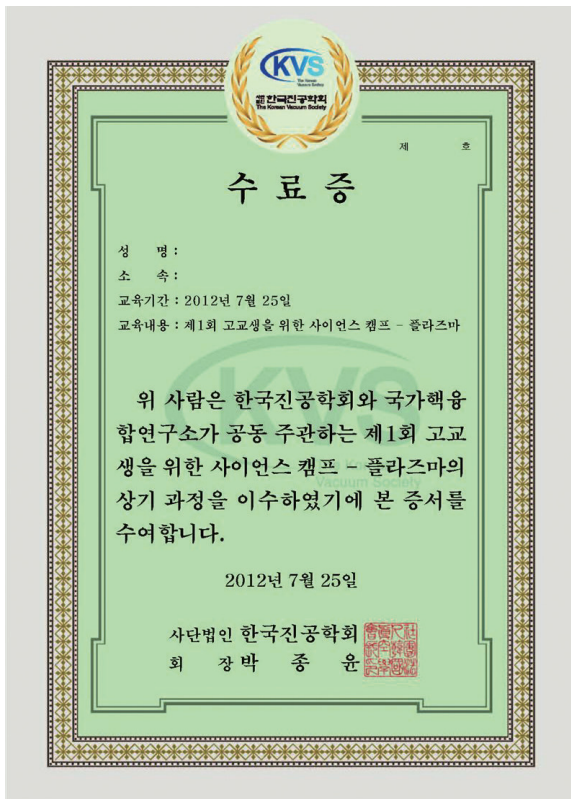 KVS
The Korean
Vacuum Society
사단법인 한국진공학회
The Korean Vacuum Society
제 호
수 료 증
성 명 :
소 속 :
교육기간 : 2012년 7월 25일
교육내용 : 제1회 고교생을 위한 사이언스 캠프 - 플라즈마
KVS
The Korean
Vacuum Society
위 사람은 한국진공학회와 국가핵융
합연구소가 공동 주관하는 제1회 고교
생을 위한 사이언스 캠프 - 플라즈마의
상기 과정을 이수하였기에 본 증서를
수여합니다.
2012년 7월 25일
사단법인 한국진공학회
회 장 박 종 윤